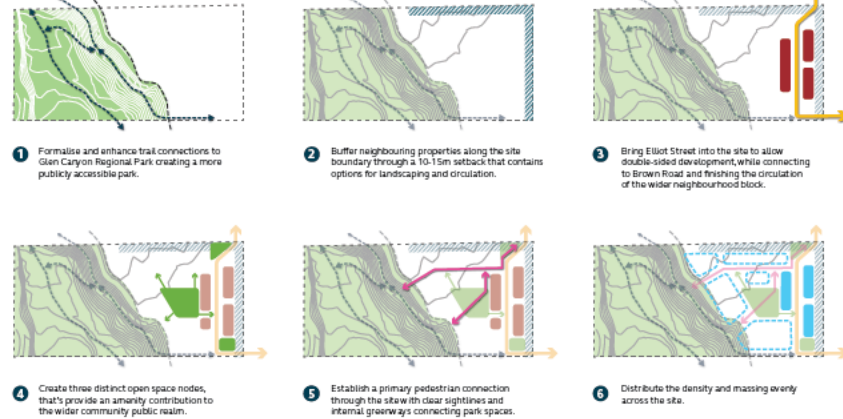 1 Formalise and enhance trail connections to
Glen Canyon Regional Park creating a more
publicly accessible park.
2 Buffer neighbouring properties along the site
boundary through a 10-15m setback that contains
options for landscaping and circulation.
3 Bring Elliot Street into the site to allow
double-sided development, while connecting
to Brown Road and finishing the circulation
of the wider neighbourhood block.
4 Create three distinct open space nodes,
that's provide an amenity contribution to
the wider community public realm.
5 Establish a primary pedestrian connection
through the site with clear sightlines and
internal greenways connecting park spaces.
6 Distribute the density and massing evenly
across the site.